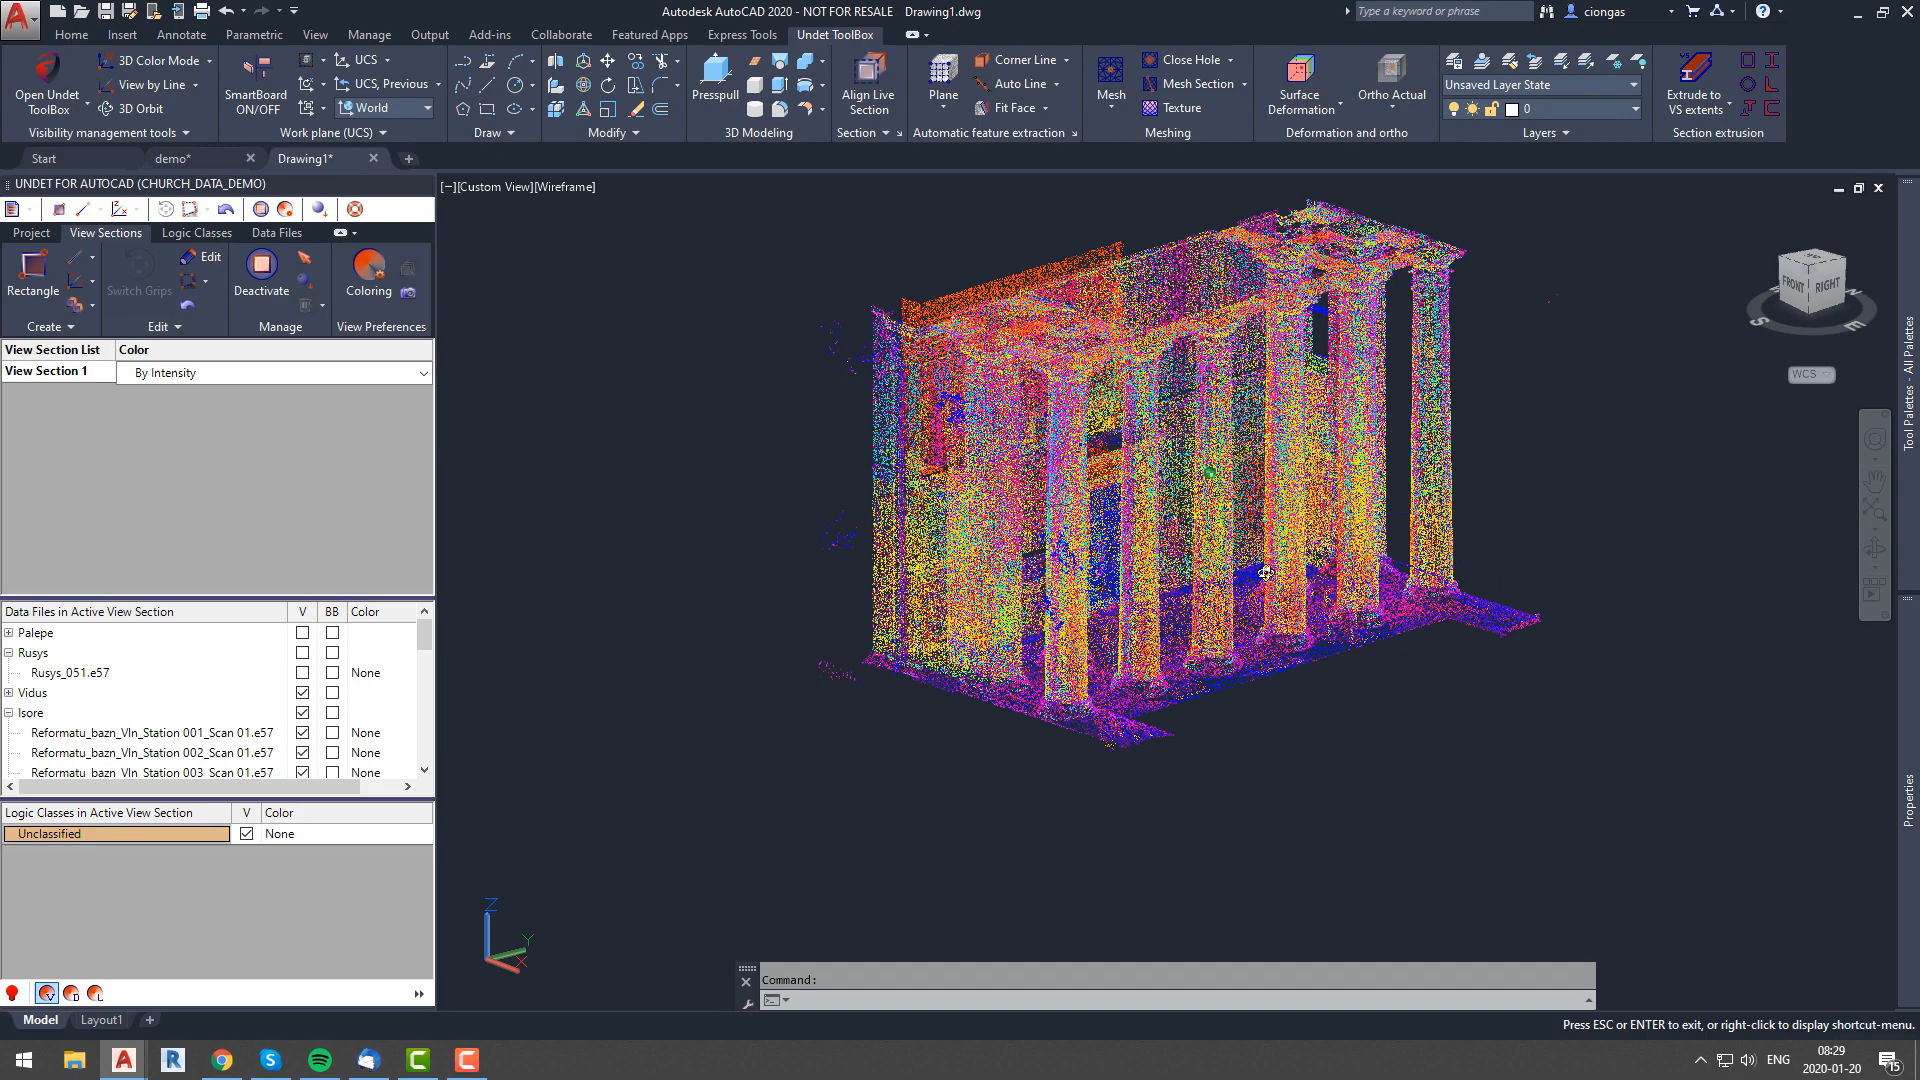 Autodesk AutoCAD 2020 - NOT FOR RESALE Drawing1.dwg
Type a keyword or phrase
ciongas
Home Insert Annotate Parametric View Manage Output Add-ins Collaborate Featured Apps Express Tools Undet ToolBox
Open Undet ToolBox
3D Color Mode
View by Line
3D Orbit
Visibility management tools
SmartBoard ON/OFF
UCS
UCS, Previous
World
Work plane (UCS)
Draw
Modify
Presspull
3D Modeling
Align Live Section
Section
Plane
Corner Line
Auto Line
Fit Face
Automatic feature extraction
Mesh
Close Hole
Mesh Section
Texture
Meshing
Surface Deformation
Ortho Actual
Deformation and ortho
Unsaved Layer State
0
Layers
Extrude to VS extents
Section extrusion
Start demo* Drawing1*
UNDET FOR AUTOCAD (CHURCH_DATA_DEMO)
[−][Custom View][Wireframe]
Project View Sections Logic Classes Data Files
Rectangle
Create
Switch Grips
Edit
Edit
Deactivate
Manage
Coloring
View Preferences
View Section List Color
View Section 1 By Intensity
Data Files in Active View Section V BB Color
Palepe
Rusys
Rusys_051.e57 None
Vidus
Isore
Reformatu_bazn_Vln_Station 001_Scan 01.e57 None
Reformatu_bazn_Vln_Station 002_Scan 01.e57 None
Reformatu_bazn_Vln_Station 003_Scan 01.e57 None
Logic Classes in Active View Section V Color
Unclassified None
FRONT RIGHT
S E
WCS
Tool Palettes - All Palettes
Properties
Z
Y
X
Command:
Model Layout1
Press ESC or ENTER to exit, or right-click to display shortcut-menu.
ENG
08:29
2020-01-20
15